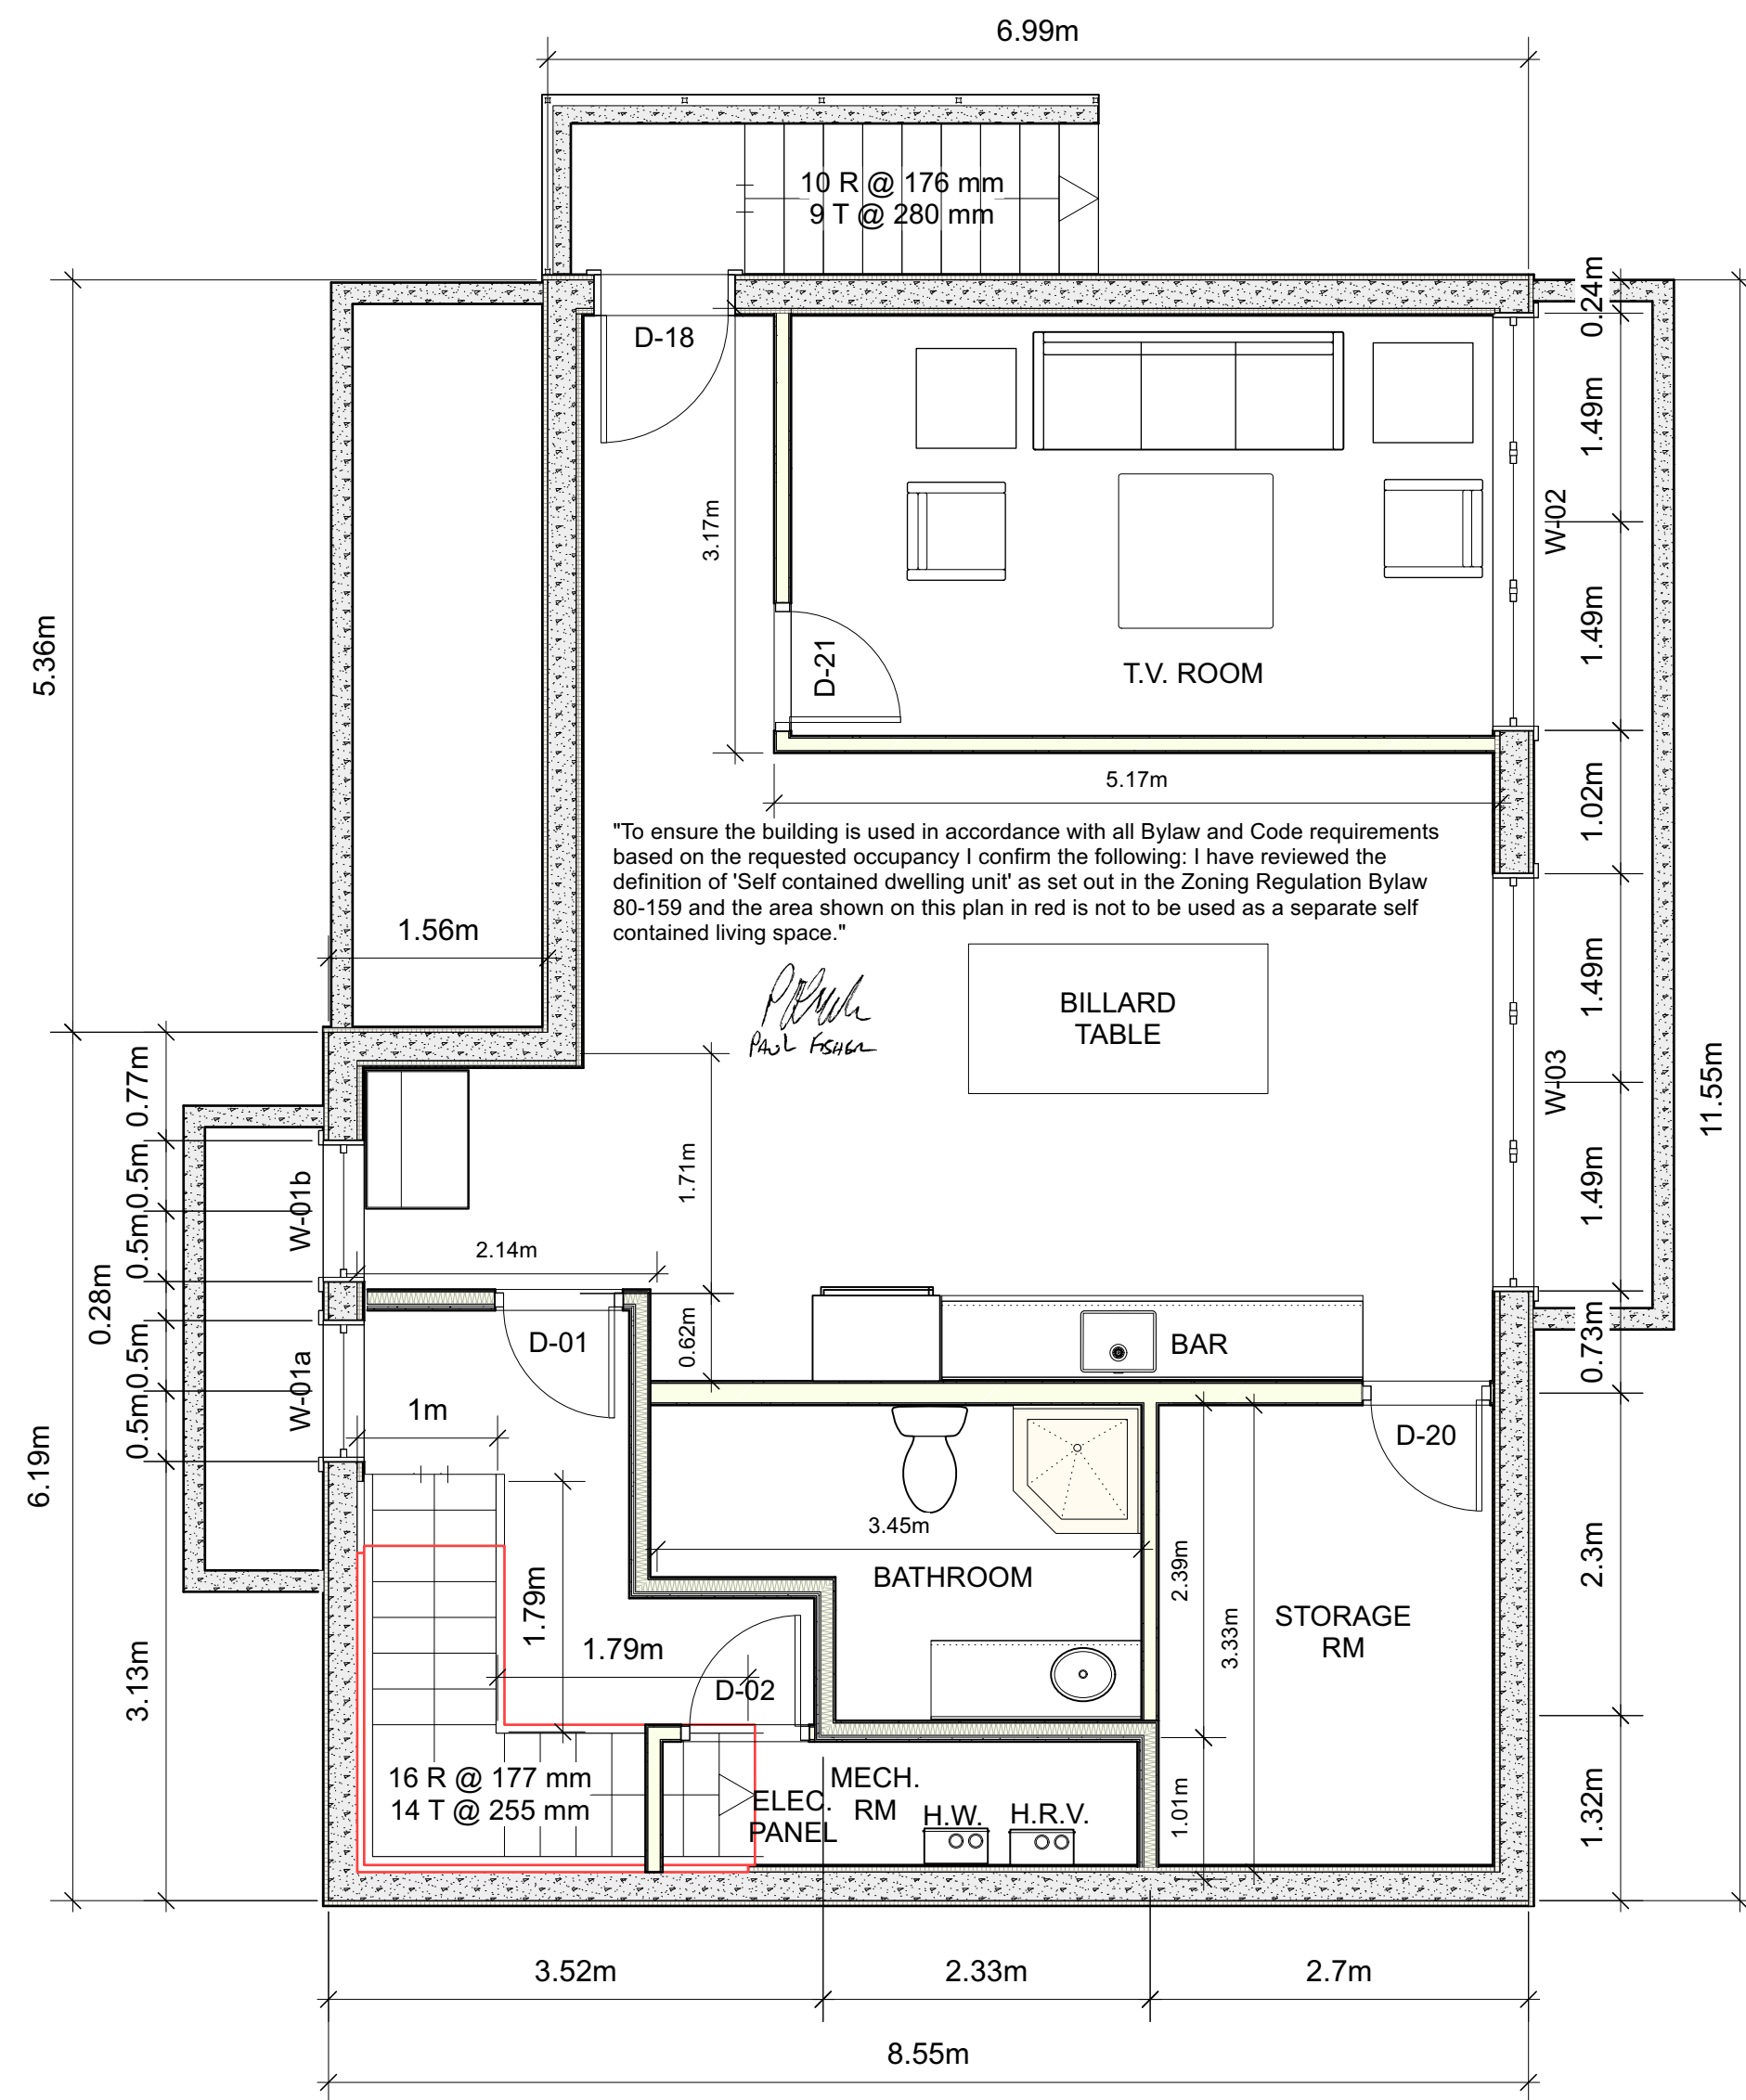 6.99m
10 R @ 176 mm
9 T @ 280 mm
0.24m
D-18
1.49m
W-02
3.17m
5.36m
1.49m
D-21
T.V. ROOM
5.17m
1.02m
"To ensure the building is used in accordance with all Bylaw and Code requirements
based on the requested occupancy I confirm the following: I have reviewed the
definition of 'Self contained dwelling unit' as set out in the Zoning Regulation Bylaw
80-159 and the area shown on this plan in red is not to be used as a separate self
contained living space."
1.56m
1.49m
BILLARD
TABLE
PAUL FISHER
W-03
11.55m
0.77m
0.5m
0.5m
W-01b
1.71m
1.49m
2.14m
0.28m
0.62m
D-01
BAR
0.73m
0.5m
0.5m
W-01a
1m
D-20
6.19m
3.45m
BATHROOM
2.39m
2.3m
1.79m
STORAGE
RM
3.33m
1.79m
3.13m
D-02
16 R @ 177 mm
14 T @ 255 mm
MECH.
RM
ELEC.
PANEL
H.W.
H.R.V.
1.01m
1.32m
3.52m
2.33m
2.7m
8.55m